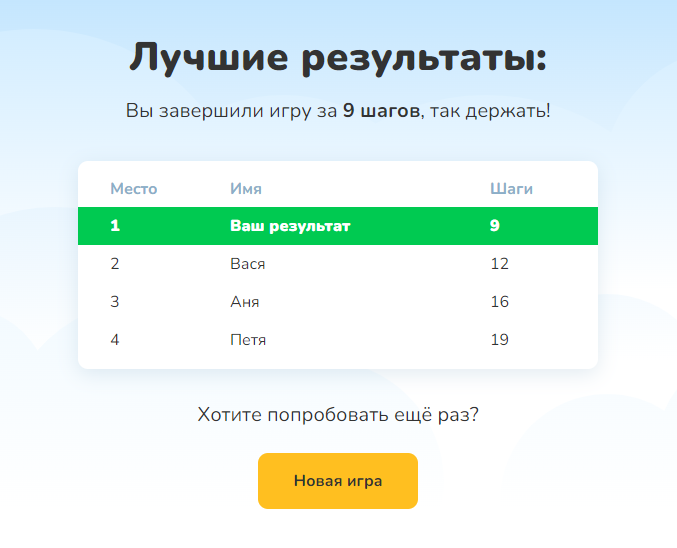 Лучшие результаты:
Вы завершили игру за 9 шагов, так держать!
Место Имя Шаги
1 Ваш результат 9
2 Вася 12
3 Аня 16
4 Петя 19
Хотите попробовать ещё раз?
Новая игра